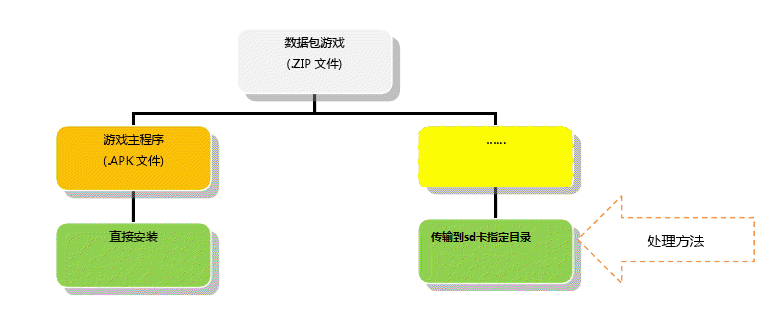 数据包游戏
(.ZIP 文件)
游戏主程序
(.APK 文件)
......
直接安装
传输到sd卡指定目录
处理方法